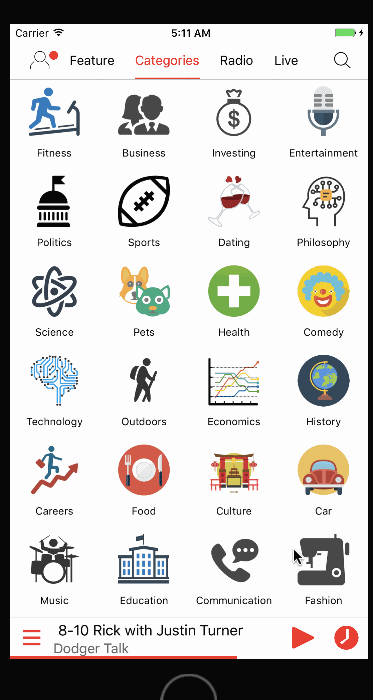 Carrier 5:11 AM
Feature Categories Radio Live
$
Fitness Business Investing Entertainment
Politics Sports Dating Philosophy
Science Pets Health Comedy
Technology Outdoors Economics History
Careers Food Culture Car
Music Education Communication Fashion
8-10 Rick with Justin Turner
Dodger Talk